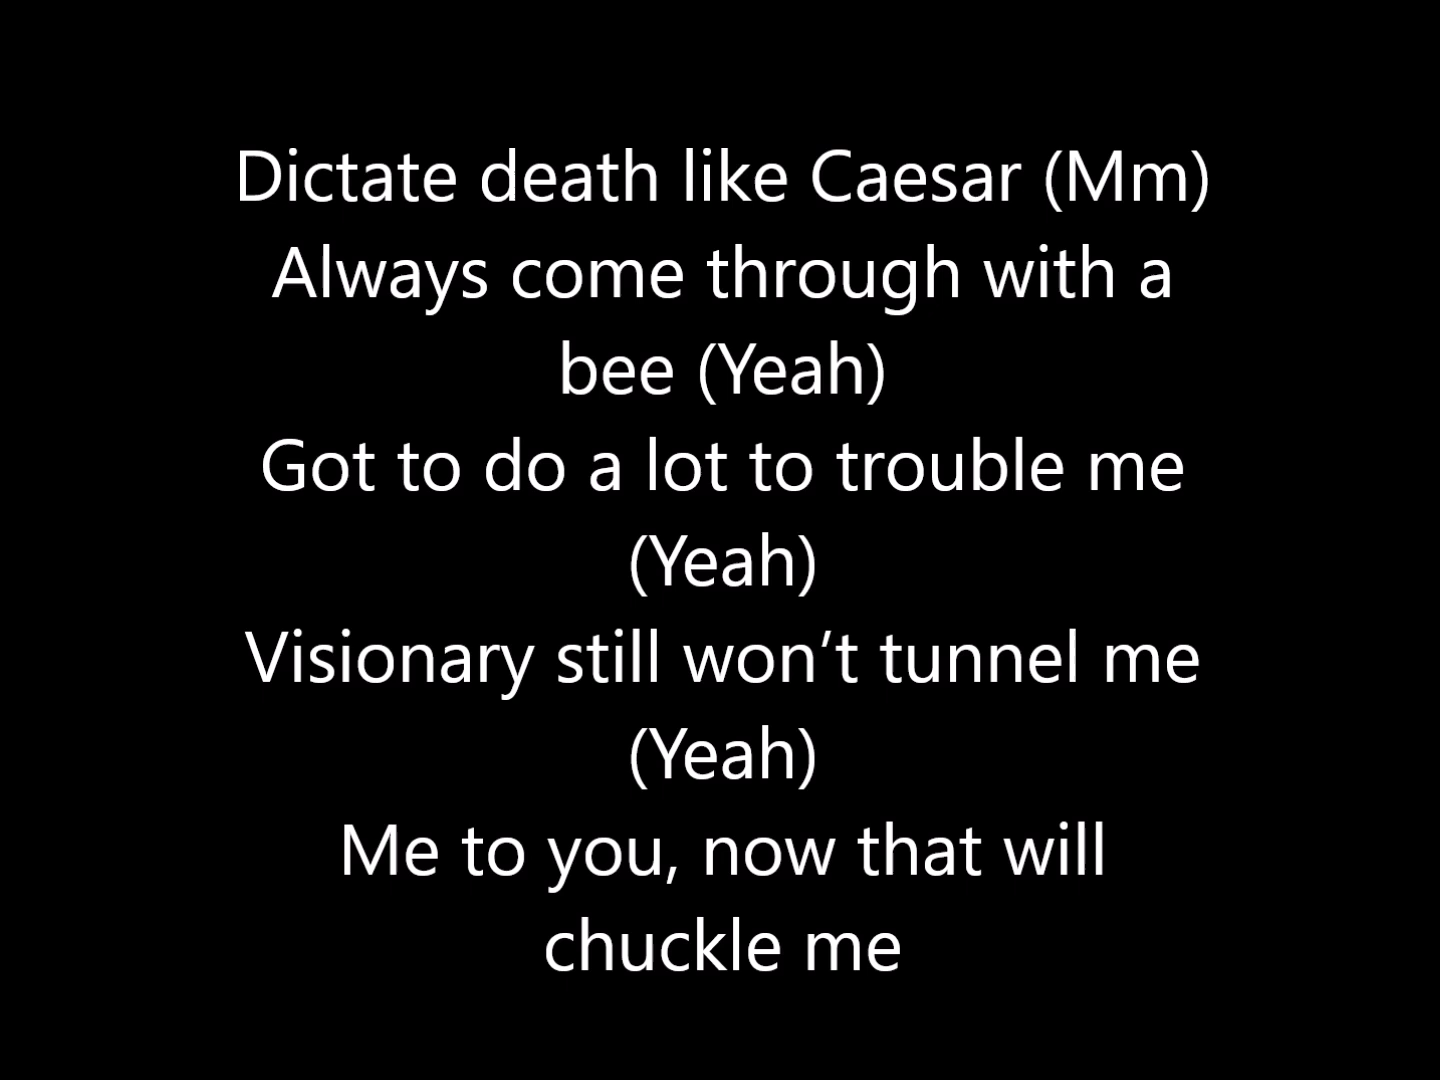 Dictate death like Caesar (Mm)
Always come through with a
bee (Yeah)
Got to do a lot to trouble me
(Yeah)
Visionary still won’t tunnel me
(Yeah)
Me to you, now that will
chuckle me